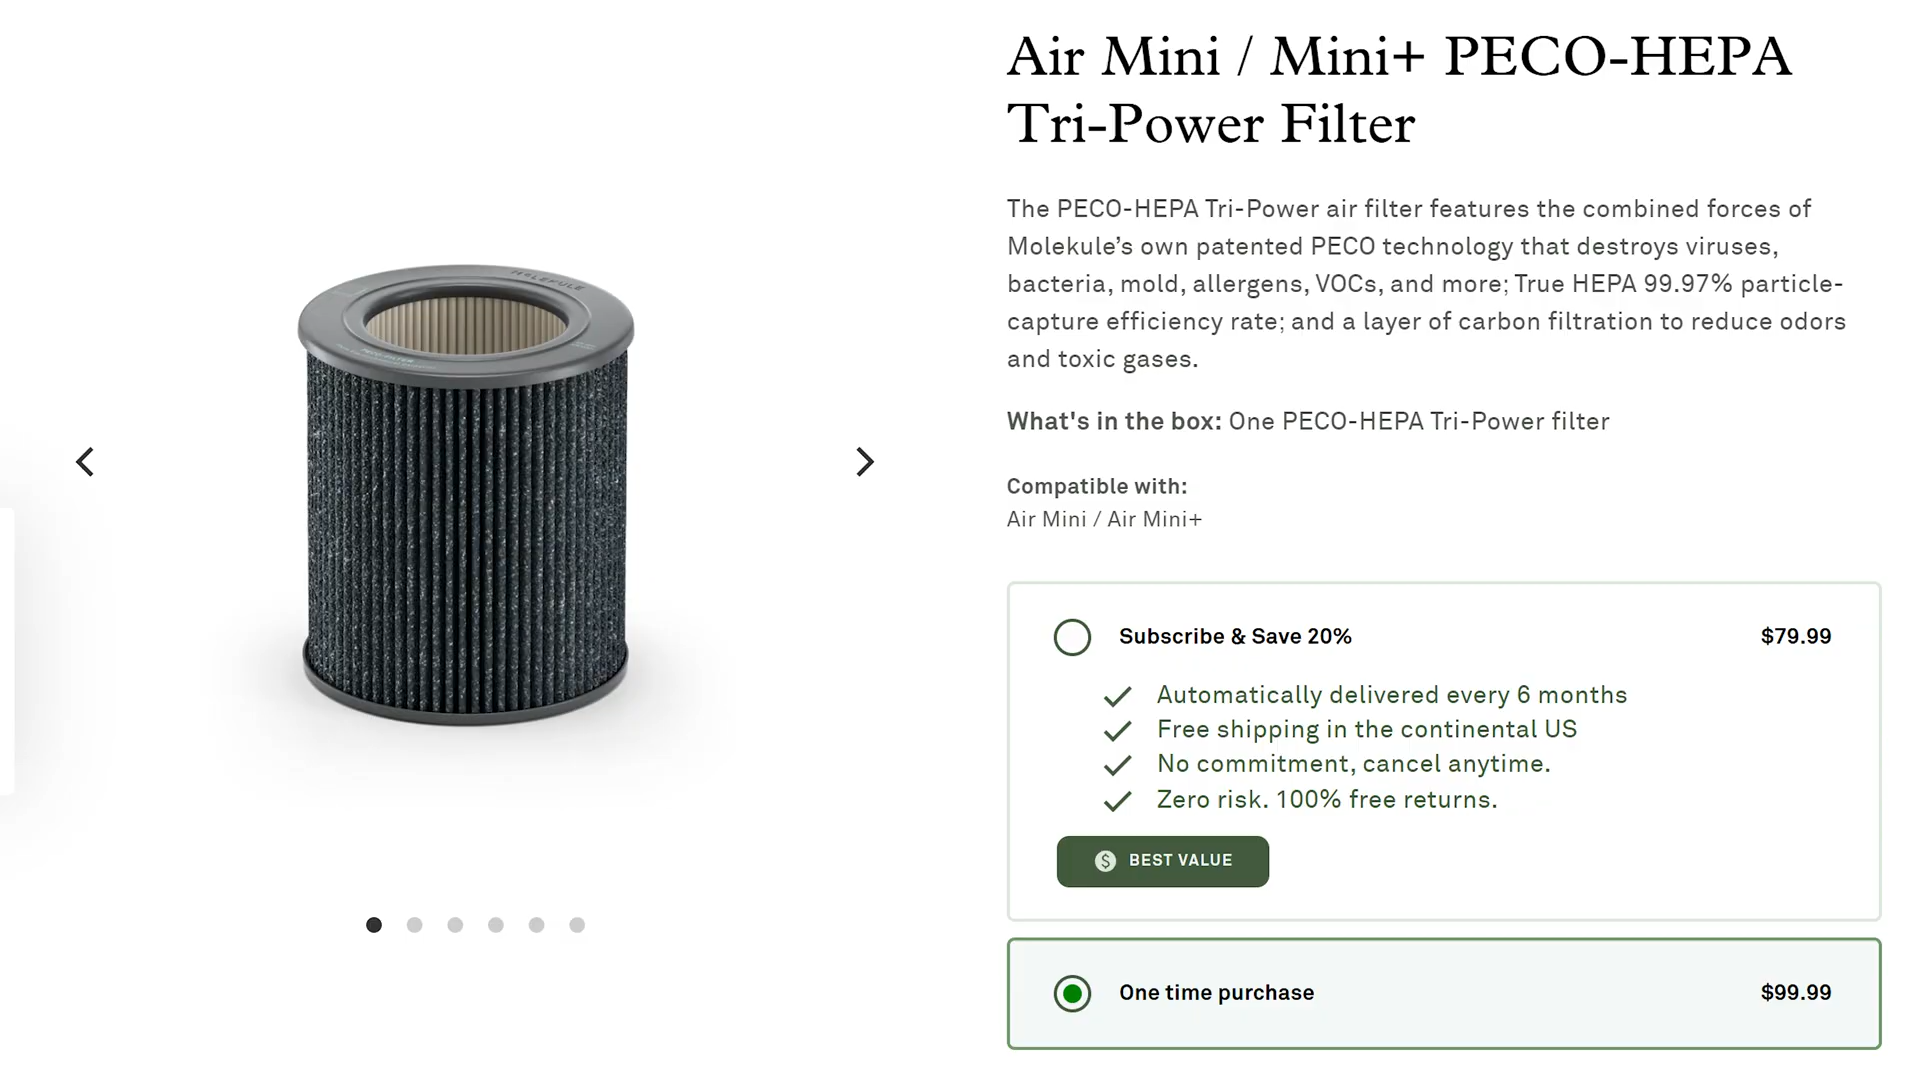 Air Mini / Mini+ PECO-HEPA
Tri-Power Filter
The PECO-HEPA Tri-Power air filter features the combined forces of
Molekule’s own patented PECO technology that destroys viruses,
bacteria, mold, allergens, VOCs, and more; True HEPA 99.97% particle-
capture efficiency rate; and a layer of carbon filtration to reduce odors
and toxic gases.
What's in the box: One PECO-HEPA Tri-Power filter
Compatible with:
Air Mini / Air Mini+
Subscribe & Save 20% $79.99
Automatically delivered every 6 months
Free shipping in the continental US
No commitment, cancel anytime.
Zero risk. 100% free returns.
$ BEST VALUE
One time purchase $99.99
MOLEKULE